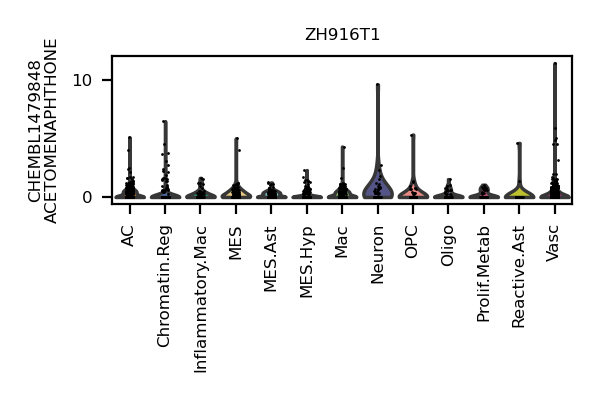 ZH916T1
CHEMBL1479848
ACETOMENAPHTHONE
10
0
AC
Chromatin.Reg
Inflammatory.Mac
MES
MES.Ast
MES.Hyp
Mac
Neuron
OPC
Oligo
Prolif.Metab
Reactive.Ast
Vasc